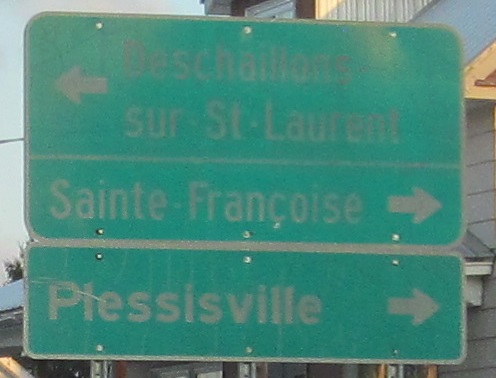 Deschaillons-
sur-St-Laurent
Sainte-Françoise
Plessisville